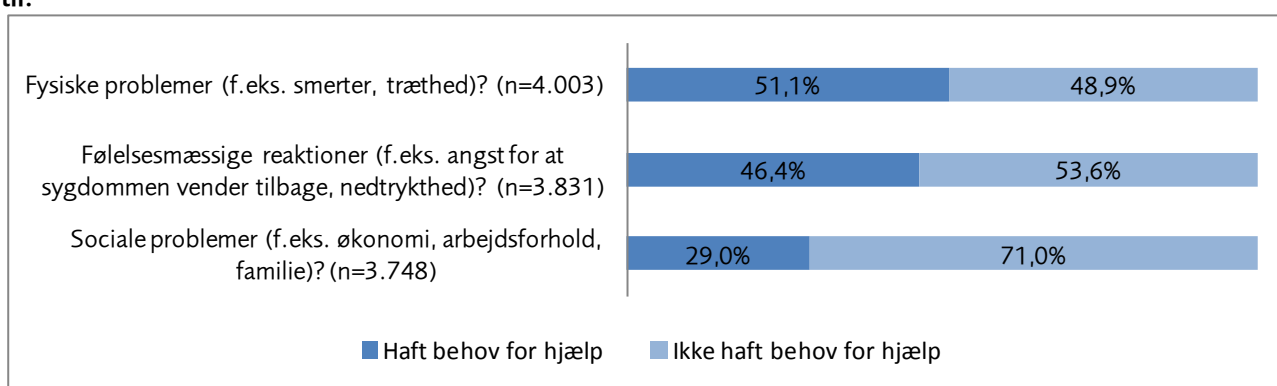 til:
Fysiske problemer (f.eks. smerter, træthed)? (n=4.003)
51,1%
48,9%
Følelsesmæssige reaktioner (f.eks. angst for at
sygdommen vender tilbage, nedtrykthed)? (n=3.831)
46,4%
53,6%
Sociale problemer (f.eks. økonomi, arbejdsforhold,
familie)? (n=3.748)
29,0%
71,0%
Haft behov for hjælp
Ikke haft behov for hjælp